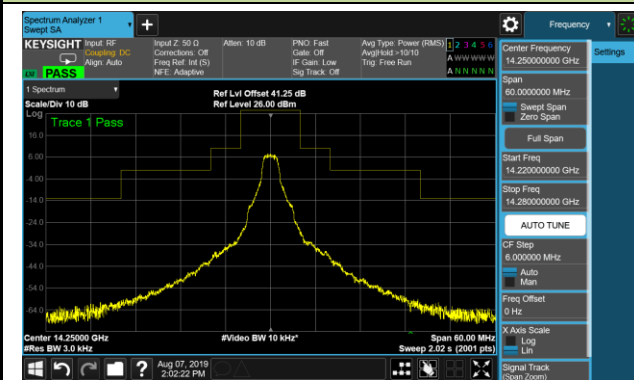 Spectrum Analyzer 1
Swept SA
Frequency
KEYSIGHT
Input: RF
Coupling: DC
Align: Auto
Input Z: 50 Ω
Corrections: Off
Freq Ref: Int (S)
NFE: Adaptive
Atten: 10 dB
PNO: Fast
Gate: Off
IF Gain: Low
Sig Track: Off
Avg Type: Power (RMS)
Avg|Hold:>10/10
Trig: Free Run
1 2 3 4 5 6
A W W W W W
A N N N N N
PASS
1 Spectrum
Scale/Div 10 dB
Log
Ref Lvl Offset 41.25 dB
Ref Level 26.00 dBm
Trace 1 Pass
16.0
6.00
-4.00
-14.0
-24.0
-34.0
-44.0
-54.0
-64.0
Center 14.25000 GHz
#Res BW 3.0 kHz
#Video BW 10 kHz*
Span 60.00 MHz
Sweep 2.02 s (2001 pts)
Aug 07, 2019
2:02:22 PM
Center Frequency
14.250000000 GHz
Settings
Span
60.0000000 MHz
Swept Span
Zero Span
Full Span
Start Freq
14.220000000 GHz
Stop Freq
14.280000000 GHz
AUTO TUNE
CF Step
6.000000 MHz
Auto
Man
Freq Offset
0 Hz
X Axis Scale
Log
Lin
Signal Track
(Span Zoom)